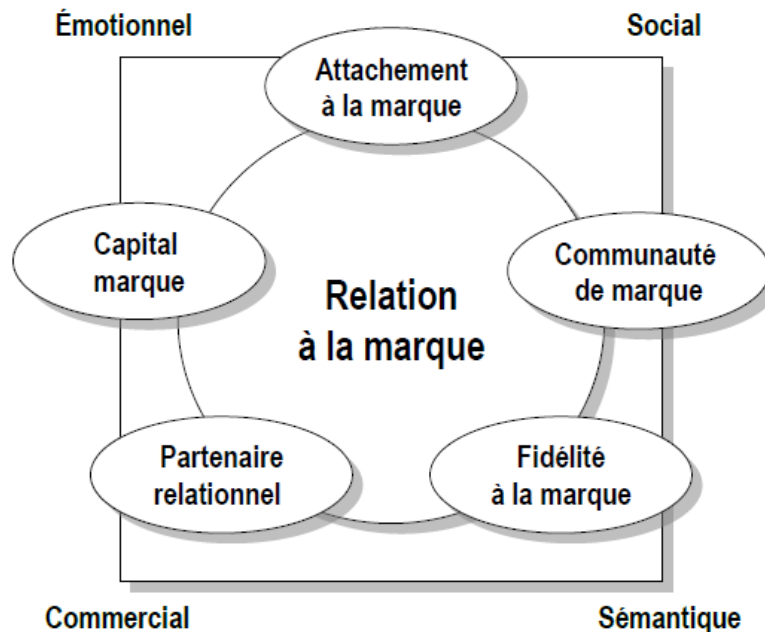 Émotionnel
Social
Attachement
à la marque
Capital
marque
Communauté
de marque
Relation
à la marque
Partenaire
relationnel
Fidélité
à la marque
Commercial
Sémantique